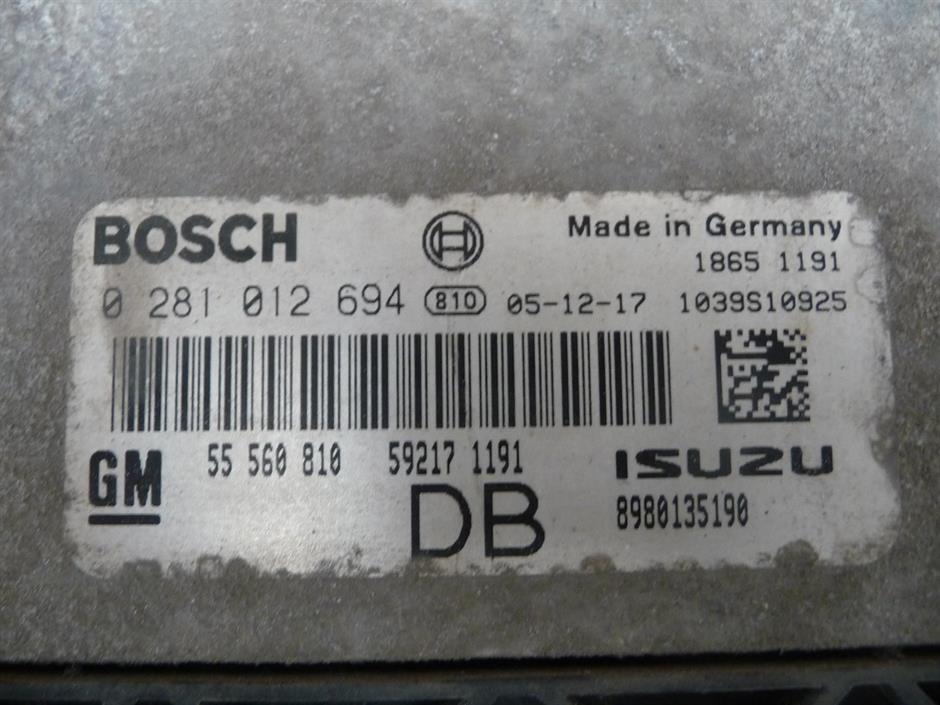 BOSCH Made in Germany
1865 1191
0 281 012 694 810 05-12-17 1039S10925
GM 55 560 810 59217 1191 ISUZU
DB 8980135190